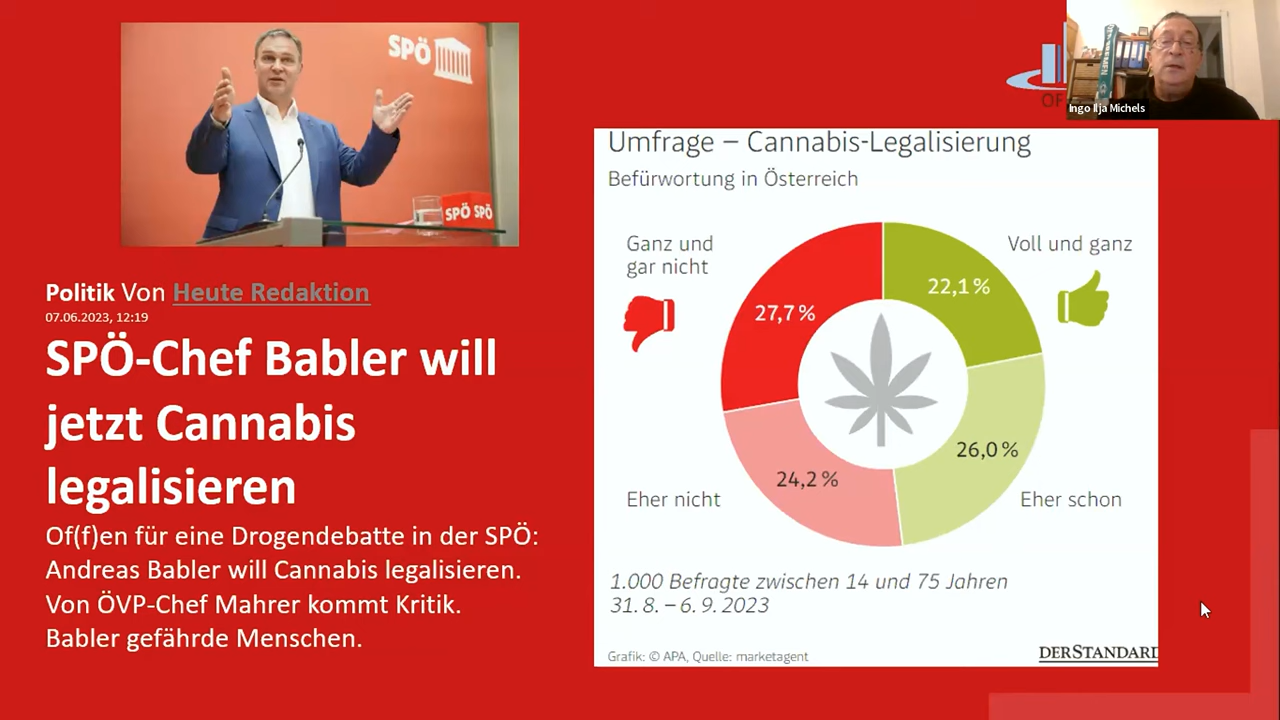 SPÖ
SPÖ SPÖ
Politik Von Heute Redaktion
07.06.2023, 12:19
SPÖ-Chef Babler will
jetzt Cannabis
legalisieren
Of(f)en für eine Drogendebatte in der SPÖ:
Andreas Babler will Cannabis legalisieren.
Von ÖVP-Chef Mahrer kommt Kritik.
Babler gefährde Menschen.
Ingo Ilja Michels
Umfrage – Cannabis-Legalisierung
Befürwortung in Österreich
Ganz und
gar nicht
Voll und ganz
22,1 %
27,7 %
26,0 %
24,2 %
Eher nicht
Eher schon
1.000 Befragte zwischen 14 und 75 Jahren
31. 8. – 6. 9. 2023
Grafik: © APA, Quelle: marketagent
DERSTANDARD